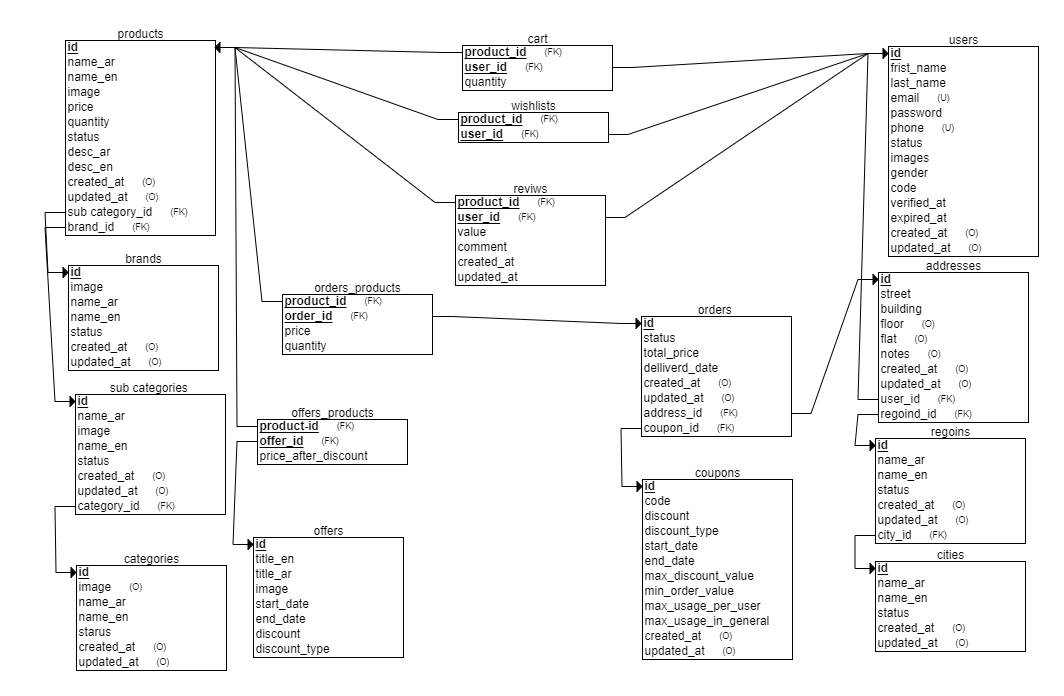 products
id
name_ar
name_en
image
price
quantity
status
desc_ar
desc_en
created_at (O)
updated_at (O)
sub category_id (FK)
brand_id (FK)
brands
id
image
name_ar
name_en
status
created_at (O)
updated_at (O)
sub categories
id
name_ar
image
name_en
status
created_at (O)
updated_at (O)
category_id (FK)
categories
id
image (O)
name_ar
name_en
starus
created_at (O)
updated_at (O)
cart
product_id (FK)
user_id (FK)
quantity
wishlists
product_id (FK)
user_id (FK)
reviws
product_id (FK)
user_id (FK)
value
comment
created_at
updated_at
orders_products
product_id (FK)
order_id (FK)
price
quantity
offers_products
product-id (FK)
offer_id (FK)
price_after_discount
offers
id
title_en
title_ar
image
start_date
end_date
discount
discount_type
orders
id
status
total_price
delliverd_date
created_at (O)
updated_at (O)
address_id (FK)
coupon_id (FK)
coupons
id
code
discount
discount_type
start_date
end_date
max_discount_value
min_order_value
max_usage_per_user
max_usage_in_general
created_at (O)
updated_at (O)
users
id
frist_name
last_name
email (U)
password
phone (U)
status
images
gender
code
verified_at
expired_at
created_at (O)
updated_at (O)
addresses
id
street
building
floor (O)
flat (O)
notes (O)
created_at (O)
updated_at (O)
user_id (FK)
regoind_id (FK)
regoins
id
name_ar
name_en
status
created_at (O)
updated_at (O)
city_id (FK)
cities
id
name_ar
name_en
status
created_at (O)
updated_at (O)